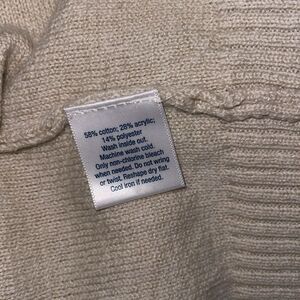 58% cotton; 28% acrylic;
14% polyester
Wash inside out.
Machine wash cold.
Only non-chlorine bleach
when needed. Do not wring
or twist. Reshape dry flat.
Cool iron if needed.